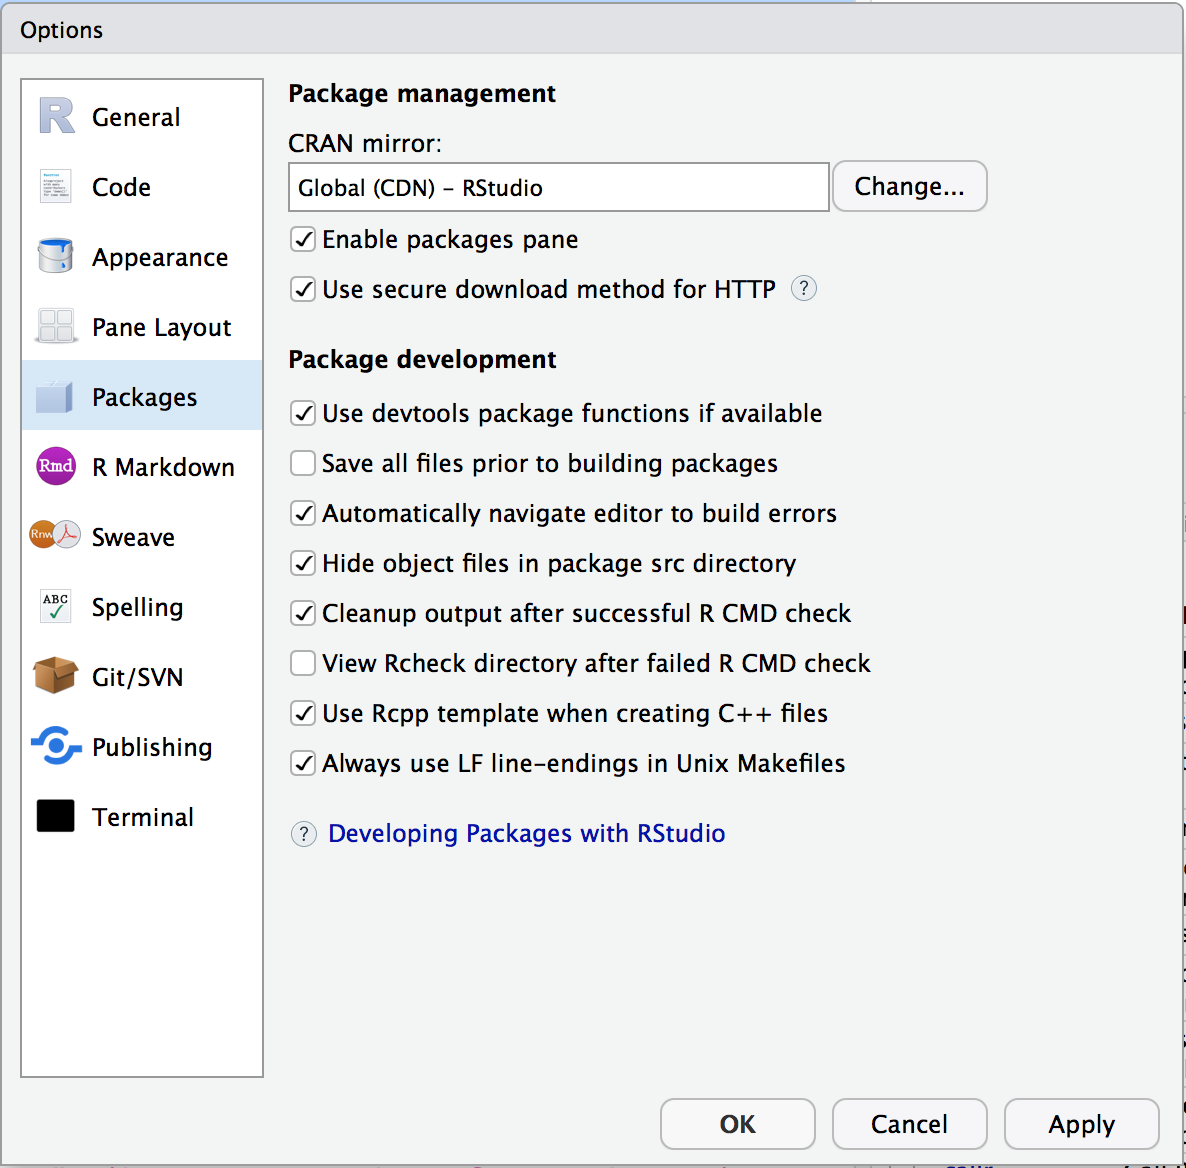 Options
General
Code
Appearance
Pane Layout
Packages
Rmd R Markdown
Rnw Sweave
ABC Spelling
Git/SVN
Publishing
Terminal
Package management
CRAN mirror:
Global (CDN) – RStudio
Change...
Enable packages pane
Use secure download method for HTTP ?
Package development
Use devtools package functions if available
Save all files prior to building packages
Automatically navigate editor to build errors
Hide object files in package src directory
Cleanup output after successful R CMD check
View Rcheck directory after failed R CMD check
Use Rcpp template when creating C++ files
Always use LF line-endings in Unix Makefiles
? Developing Packages with RStudio
OK Cancel Apply